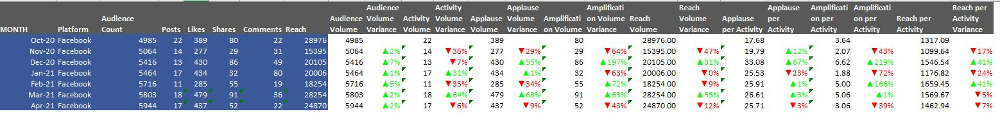 MONTH Platform Audience Count Posts Likes Shares Comments Reach Audience Volume Audience Volume Variance Activity Volume Activity Volume Variance Applause Volume Applause Volume Variance Amplificati on Volume Amplificati on Volume Variance Reach Volume Reach Volume Variance Applause per Activity Applause per Activity Amplificati on per Activity Amplificati on per Activity Reach per Activity Reach per Activity Variance
Oct-20 Facebook 4985 22 389 80 22 28976 4985 22 389 80 28976.00 17.68 3.64 1317.09
Nov-20 Facebook 5064 14 277 29 31 15395 5064 ▲2% 14 ▼36% 277 ▼29% 29 ▼64% 15395.00 ▼47% 19.79 ▲12% 2.07 ▼43% 1099.64 ▼17%
Dec-20 Facebook 5416 13 430 86 49 20105 5416 ▲7% 13 ▼7% 430 ▲55% 86 ▲197% 20105.00 ▲31% 33.08 ▲67% 6.62 ▲219% 1546.54 ▲41%
Jan-21 Facebook 5464 17 434 32 80 20006 5464 ▲1% 17 ▲31% 434 ▲1% 32 ▼63% 20006.00 ▼0% 25.53 ▼23% 1.88 ▼72% 1176.82 ▼24%
Feb-21 Facebook 5716 11 285 55 19 18254 5716 ▲5% 11 ▼35% 285 ▼34% 55 ▲72% 18254.00 ▼9% 25.91 ▲1% 5.00 ▲166% 1659.45 ▲41%
Mar-21 Facebook 5803 18 479 91 36 28254 5803 ▲2% 18 ▲64% 479 ▲68% 91 ▲65% 28254.00 ▲55% 26.61 ▲3% 5.06 ▲1% 1569.67 ▼5%
Apr-21 Facebook 5944 17 437 52 22 24870 5944 ▲2% 17 ▼6% 437 ▼9% 52 ▼43% 24870.00 ▼12% 25.71 ▼3% 3.06 ▼39% 1462.94 ▼7%